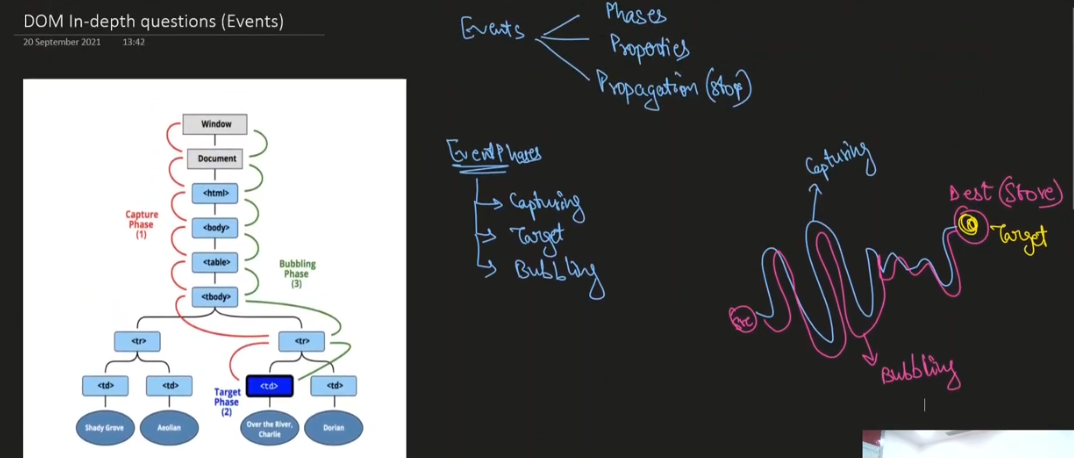 DOM In-depth questions (Events)
20 September 2021 13:42
Events
Phases
Properties
Propagation (stop)
Window
Document
<html>
<body>
<table>
<tbody>
<tr>
<tr>
<td>
<td>
<td>
<td>
Shady Grove
Aeolian
Over the River,
Charlie
Dorian
Capture
Phase
(1)
Bubbling
Phase
(3)
Target
Phase
(2)
Event Phases
Capturing
Target
Bubbling
Capturing
Dest (Store)
Target
Src
Bubbling